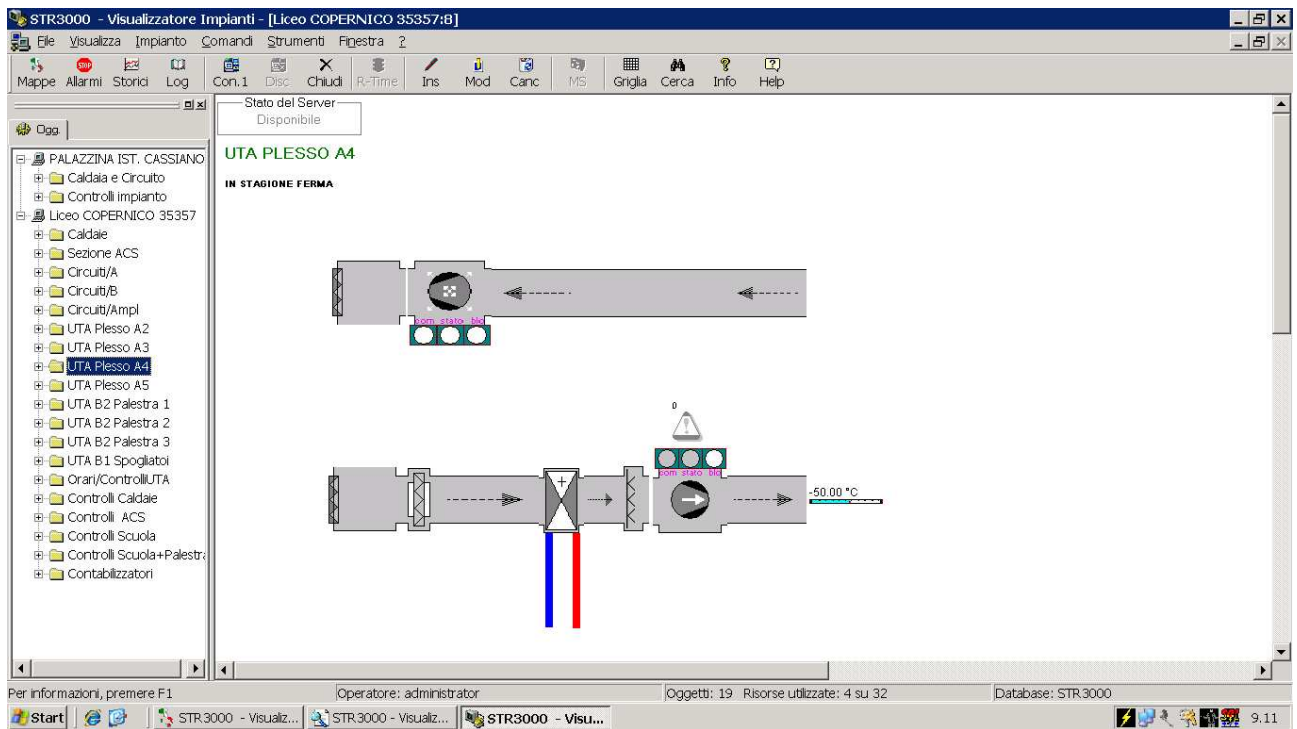 STR3000 - Visualizzatore Impianti - [Liceo COPERNICO 35357:8]
File Visualizza Impianto Comandi Strumenti Finestra ?
Mappe Allarmi Storici Log Con.1 Disc Chiudi R-Time Ins Mod Canc MS Griglia Cerca Info Help
Ogg.
PALAZZINA IST. CASSIANO
Caldaia e Circuito
Controlli impianto
Liceo COPERNICO 35357
Caldaie
Sezione ACS
Circuiti/A
Circuiti/B
Circuiti/Ampl
UTA Plesso A2
UTA Plesso A3
UTA Plesso A4
UTA Plesso A5
UTA B2 Palestra 1
UTA B2 Palestra 2
UTA B2 Palestra 3
UTA B1 Spogliatoi
Orari/ControlliUTA
Controlli Caldaie
Controlli ACS
Controlli Scuola
Controlli Scuola+Palestra
Contabilizzatori
Stato del Server
Disponibile
UTA PLESSO A4
IN STAGIONE FERMA
com stato blo
0
com stato blo
-50.00 °C
Per informazioni, premere F1 Operatore: administrator Oggetti: 19 Risorse utilizzate: 4 su 32 Database: STR3000
Start STR3000 - Visualiz... STR3000 - Visualiz... STR3000 - Visu... 9.11